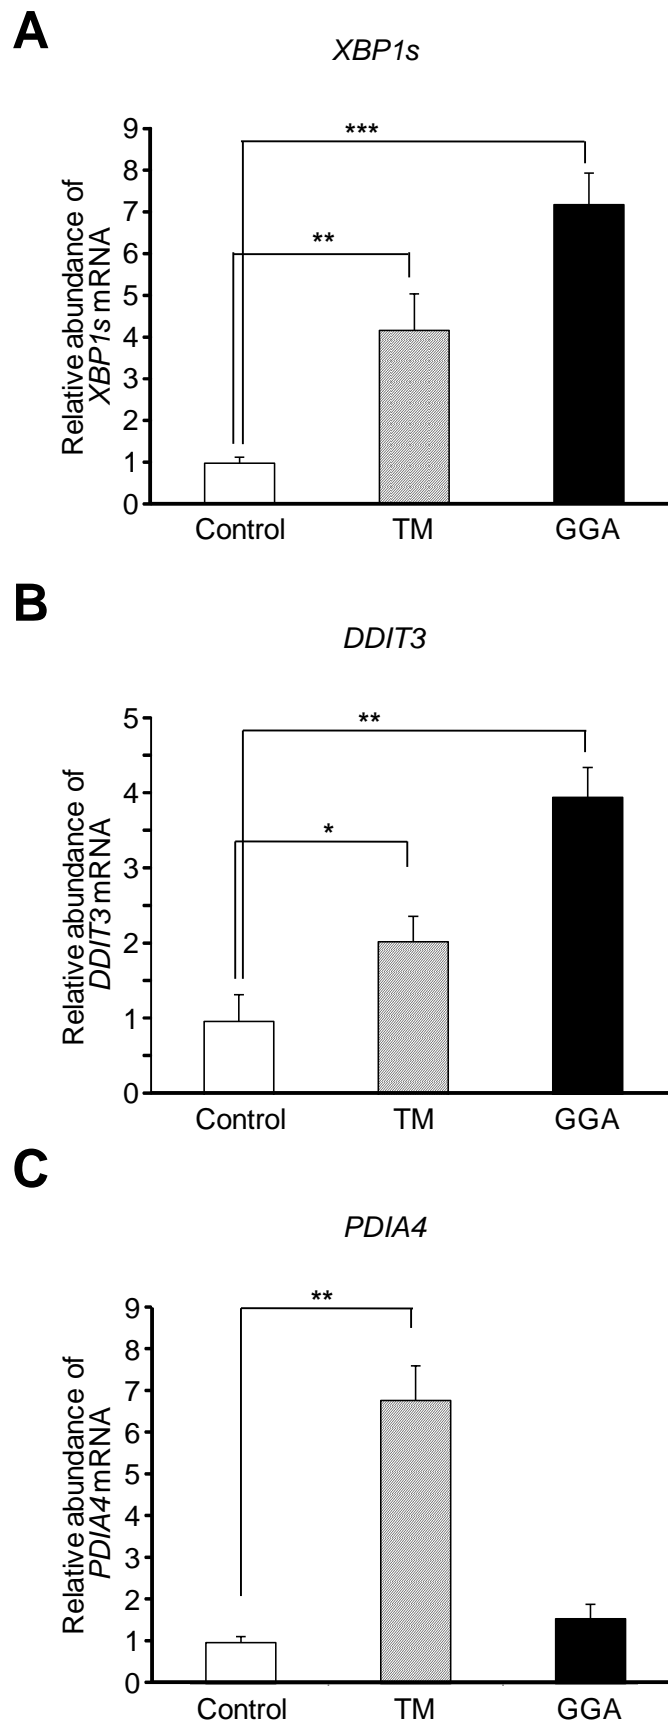 A
XBP1s
Relative abundance of
XBP1s mRNA
9
8
7
6
5
4
3
2
1
0
***
**
Control TM GGA
B
DDIT3
Relative abundance of
DDIT3 mRNA
5
4
3
2
1
0
**
*
Control TM GGA
C
PDIA4
Relative abundance of
PDIA4 mRNA
9
8
7
6
5
4
3
2
1
0
**
Control TM GGA